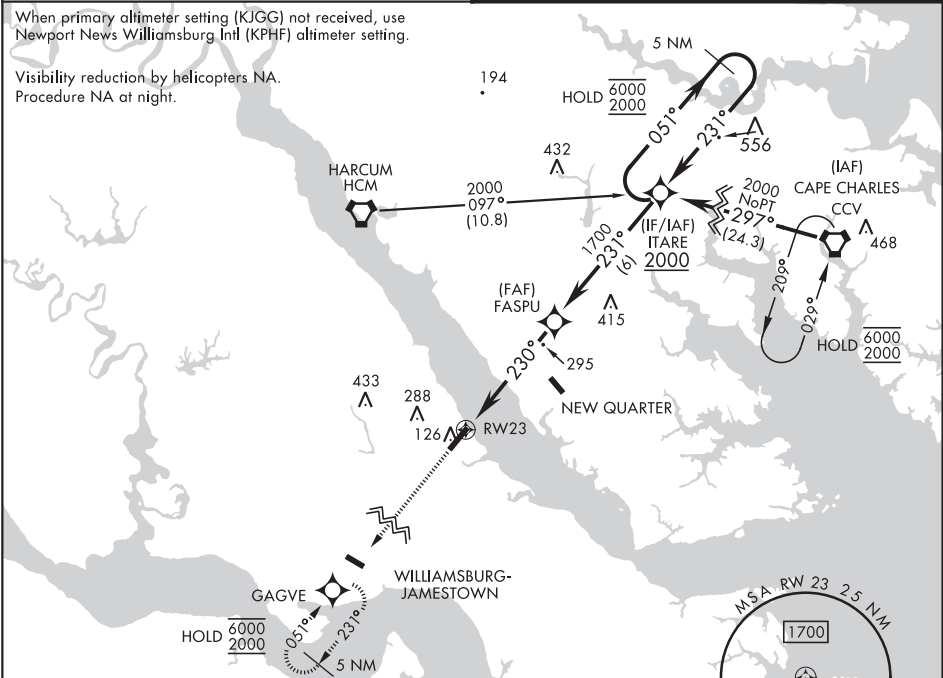 When primary altimeter setting (KJGG) not received, use
Newport News Williamsburg Intl (KPHF) altimeter setting.
Visibility reduction by helicopters NA.
Procedure NA at night.
194
5 NM
HOLD 6000
2000
051°
231°
556
432
HARCUM
HCM
2000
097°
(10.8)
(IF/IAF)
ITARE
2000
2000
NoPT
297°
(24.3)
(IAF)
CAPE CHARLES
CCV
468
209°
029°
HOLD 6000
2000
1700
231°
(6)
(FAF)
FASPU
415
230°
295
NEW QUARTER
433
288
126
RW23
WILLIAMSBURG-
JAMESTOWN
GAGVE
HOLD 6000
2000
051°
231°
5 NM
MSA RW 23 25 NM
1700